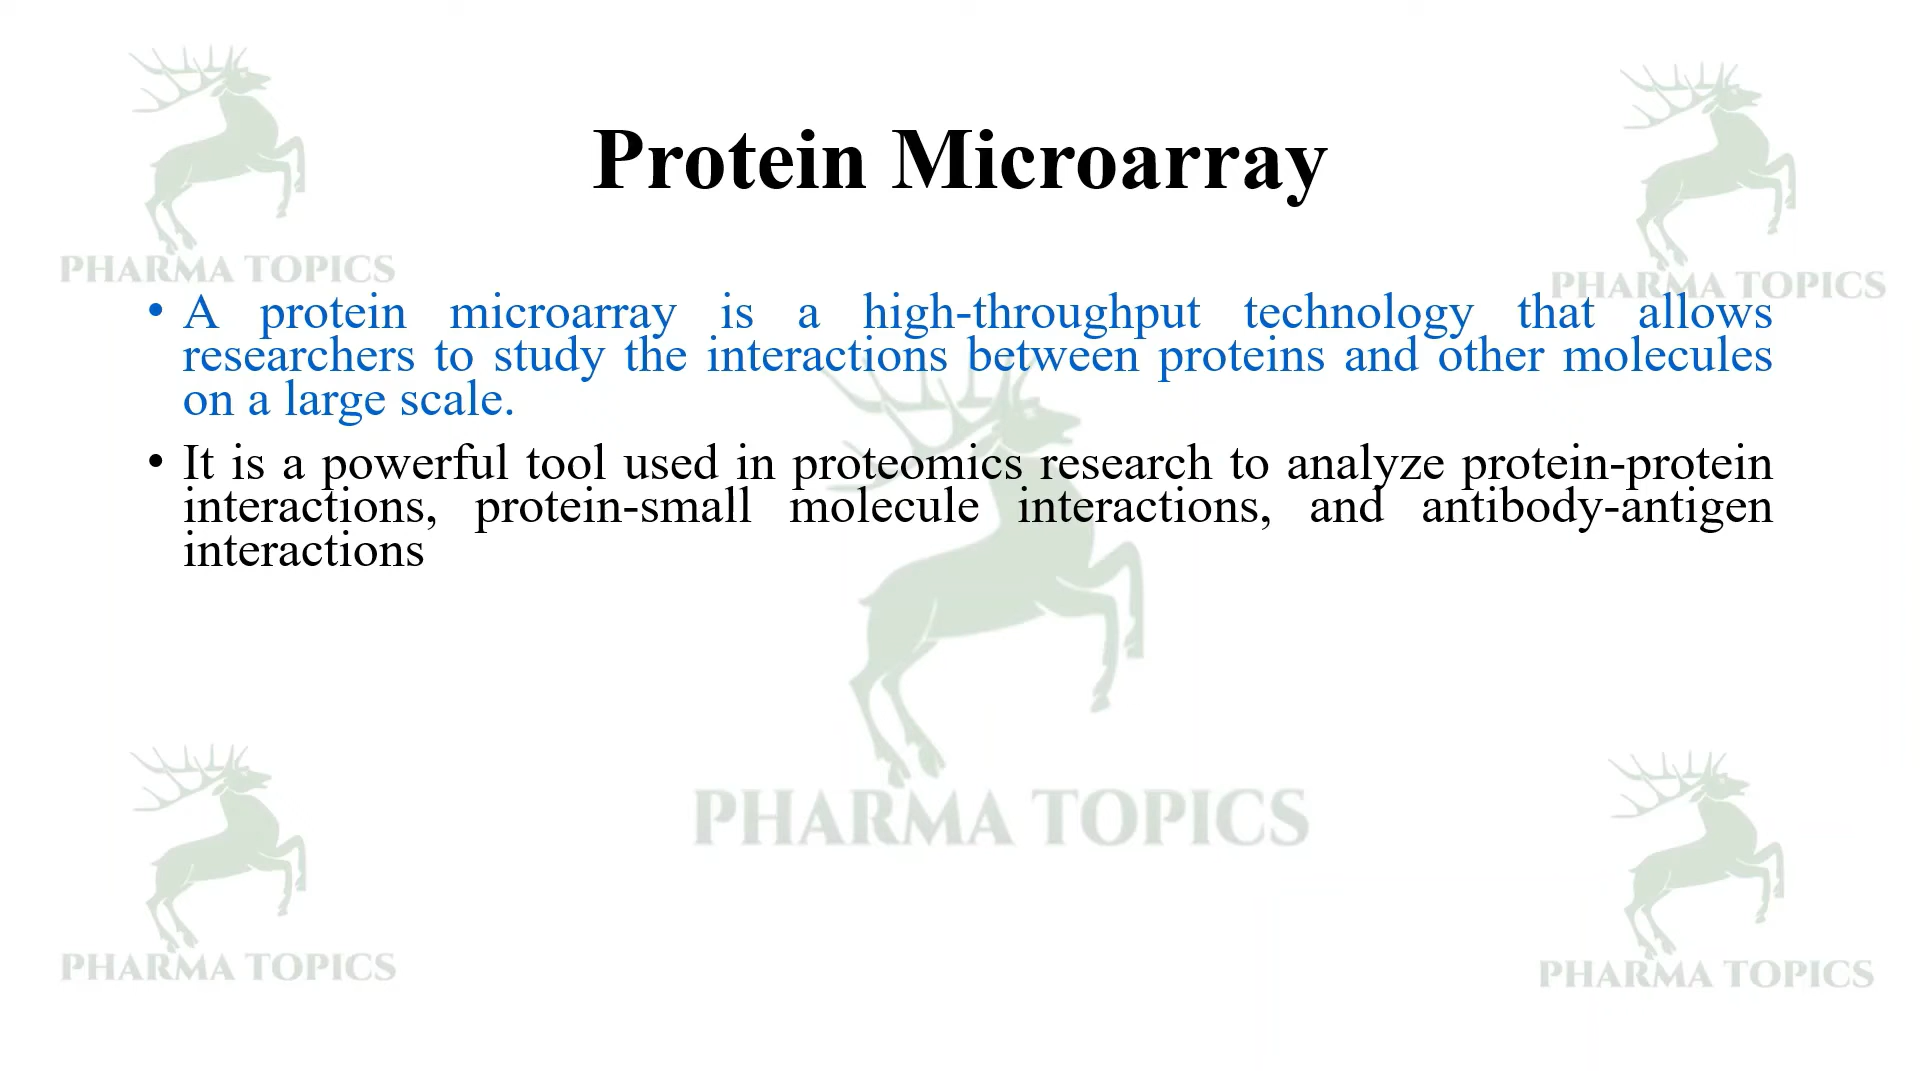 Protein Microarray
PHARMA TOPICS
PHARMA TOPICS
• A protein microarray is a high-throughput technology that allows
researchers to study the interactions between proteins and other molecules
on a large scale.
• It is a powerful tool used in proteomics research to analyze protein-protein
interactions, protein-small molecule interactions, and antibody-antigen
interactions
PHARMA TOPICS
PHARMA TOPICS
PHARMA TOPICS